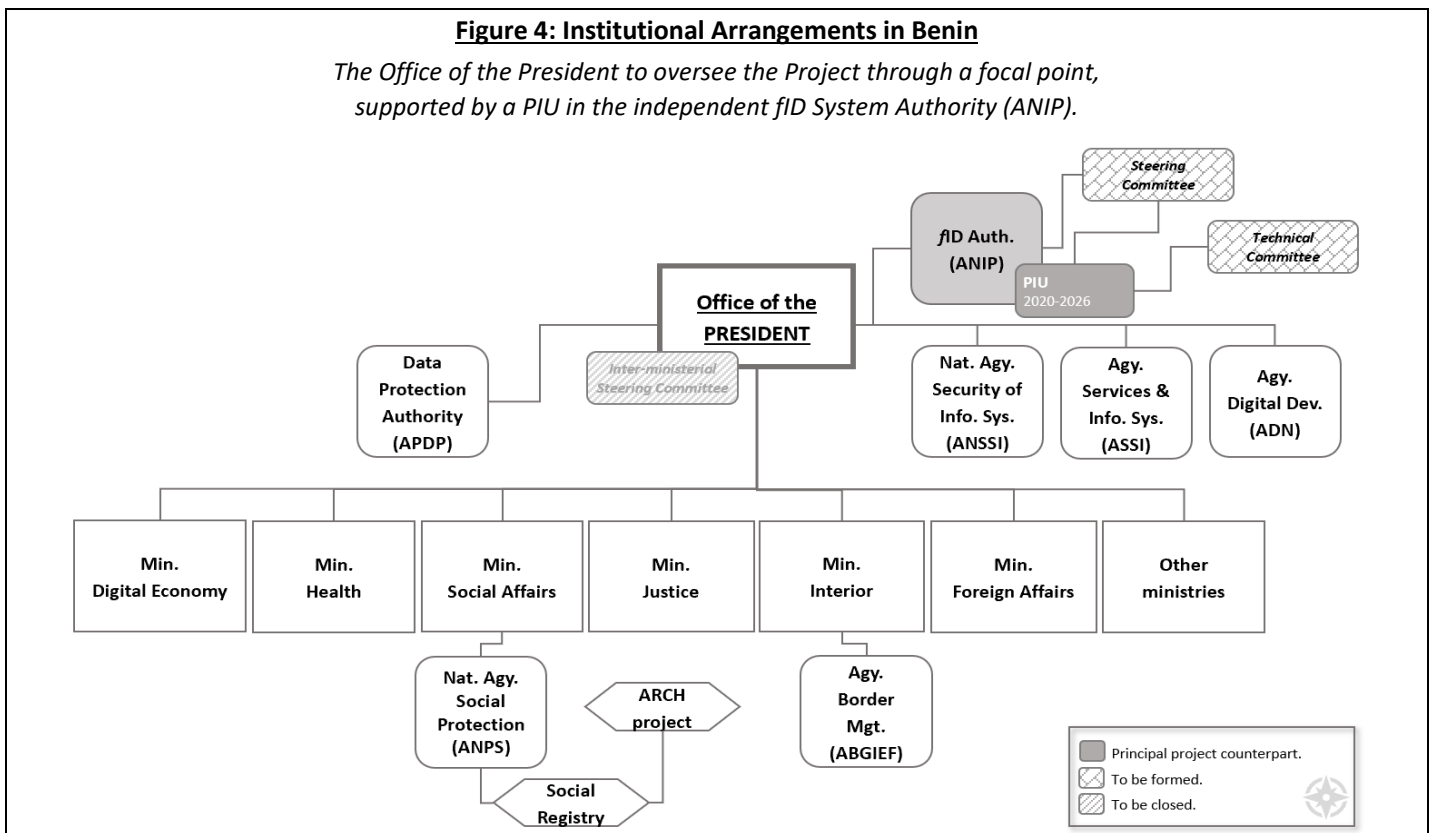 Figure 4: Institutional Arrangements in Benin
The Office of the President to oversee the Project through a focal point,
supported by a PIU in the independent fID System Authority (ANIP).
Steering
Committee
fID Auth.
(ANIP)
Technical
Committee
PIU
2020-2026
Office of the
PRESIDENT
Inter-ministerial
Steering Committee
Data
Protection
Authority
(APDP)
Nat. Agy.
Security of
Info. Sys.
(ANSSI)
Agy.
Services &
Info. Sys.
(ASSI)
Agy.
Digital Dev.
(ADN)
Min.
Digital Economy
Min.
Health
Min.
Social Affairs
Min.
Justice
Min.
Interior
Min.
Foreign Affairs
Other
ministries
Nat. Agy.
Social
Protection
(ANPS)
ARCH
project
Agy.
Border
Mgt.
(ABGIEF)
Social
Registry
Principal project counterpart.
To be formed.
To be closed.